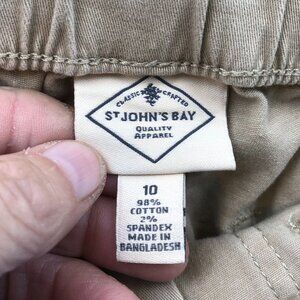 CLASSIC CRAFTED
ST JOHN'S BAY
QUALITY
APPAREL
10
98%
COTTON
2%
SPANDEX
MADE IN
BANGLADESH